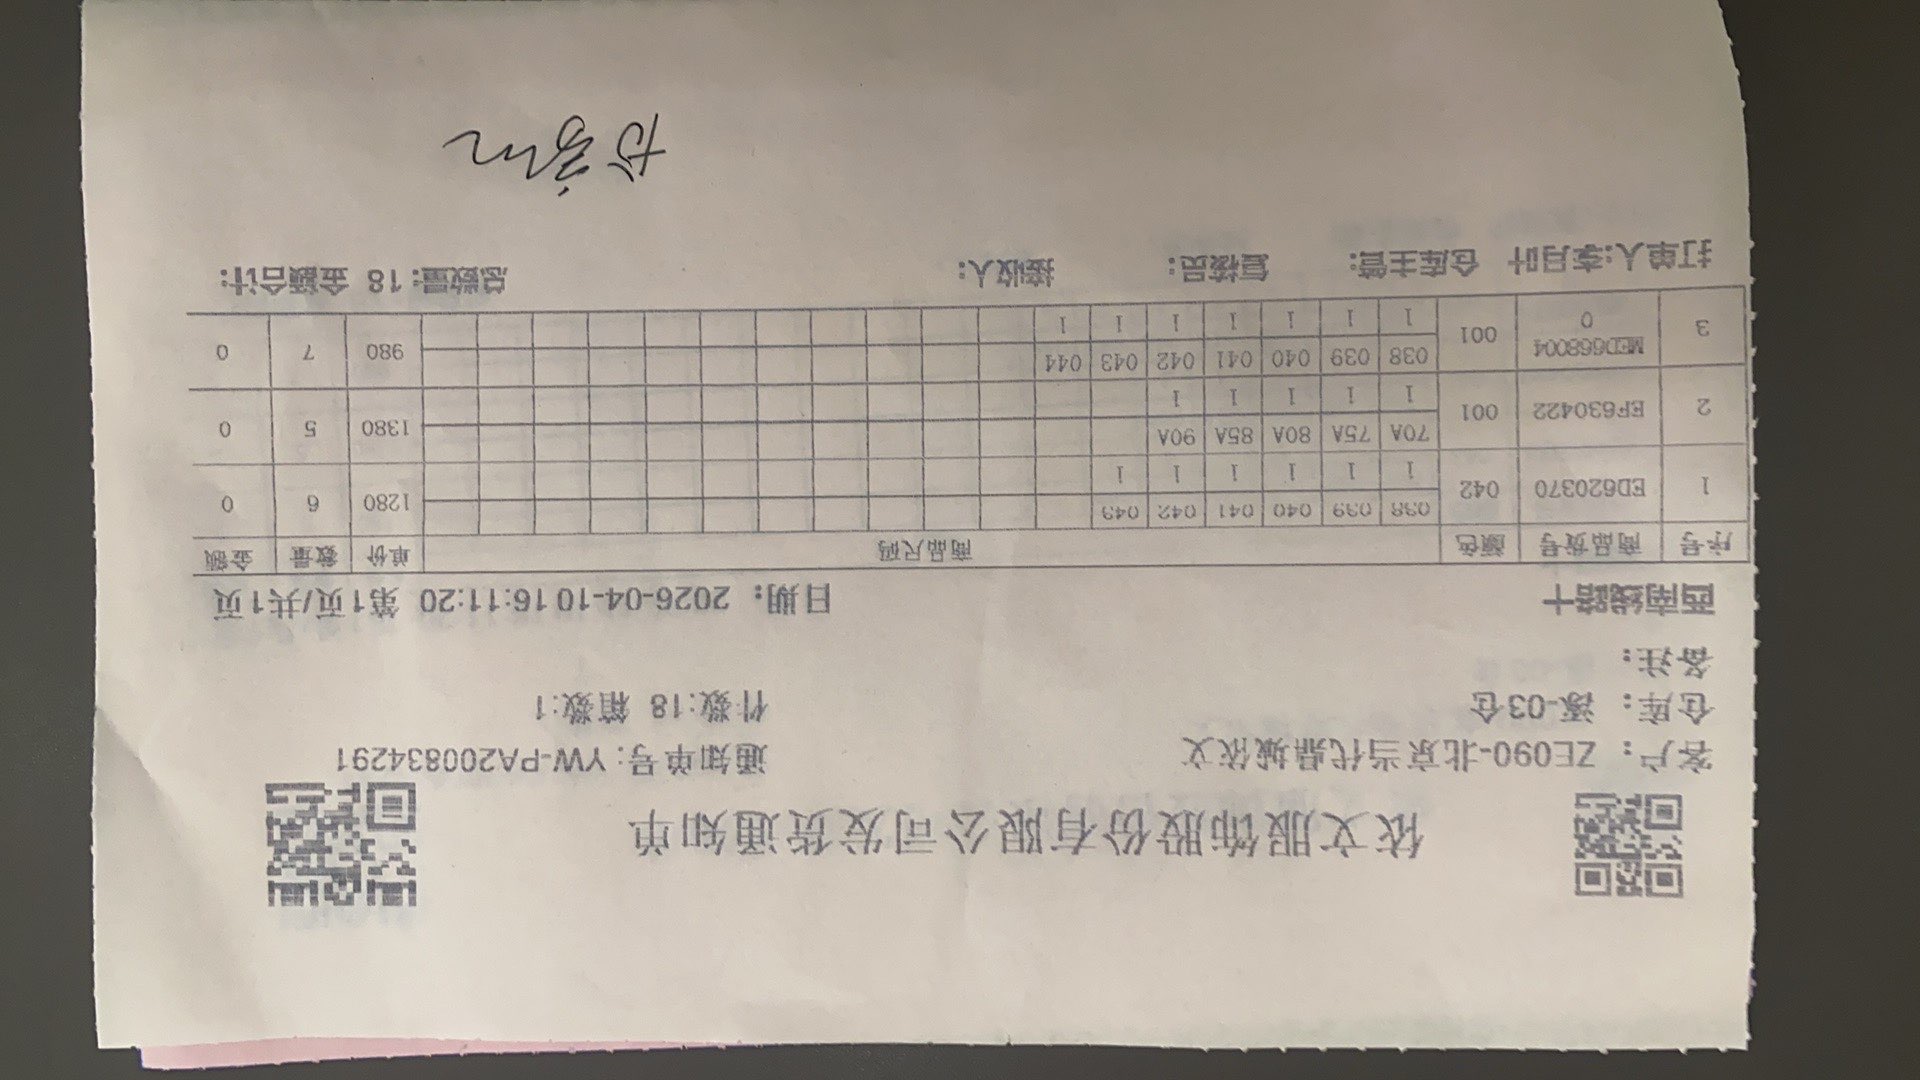 依文服饰股份有限公司发货通知单
客户： ZE090-北京当代鼎城依文 通知单号：YW-PA200834291
仓库： 涿-03仓 件数:18 箱数:1
备注：
西南线路十 日期： 2026-04-10 16:11:20 第1页/共1页
序号 商品货号 颜色 商品尺码 单价 数量 金额
1 ED620370 042 038 039 040 041 042 043 1280 6 0
1 1 1 1 1 1
2 EF630422 001 70A 75A 80A 85A 90A 1380 5 0
1 1 1 1 1
3 MED668004 001 038 039 040 041 042 043 044 980 7 0
0 1 1 1 1 1 1 1
打单人:李月叶 仓库主管： 复核员： 接收人： 总数量：18 金额合计：